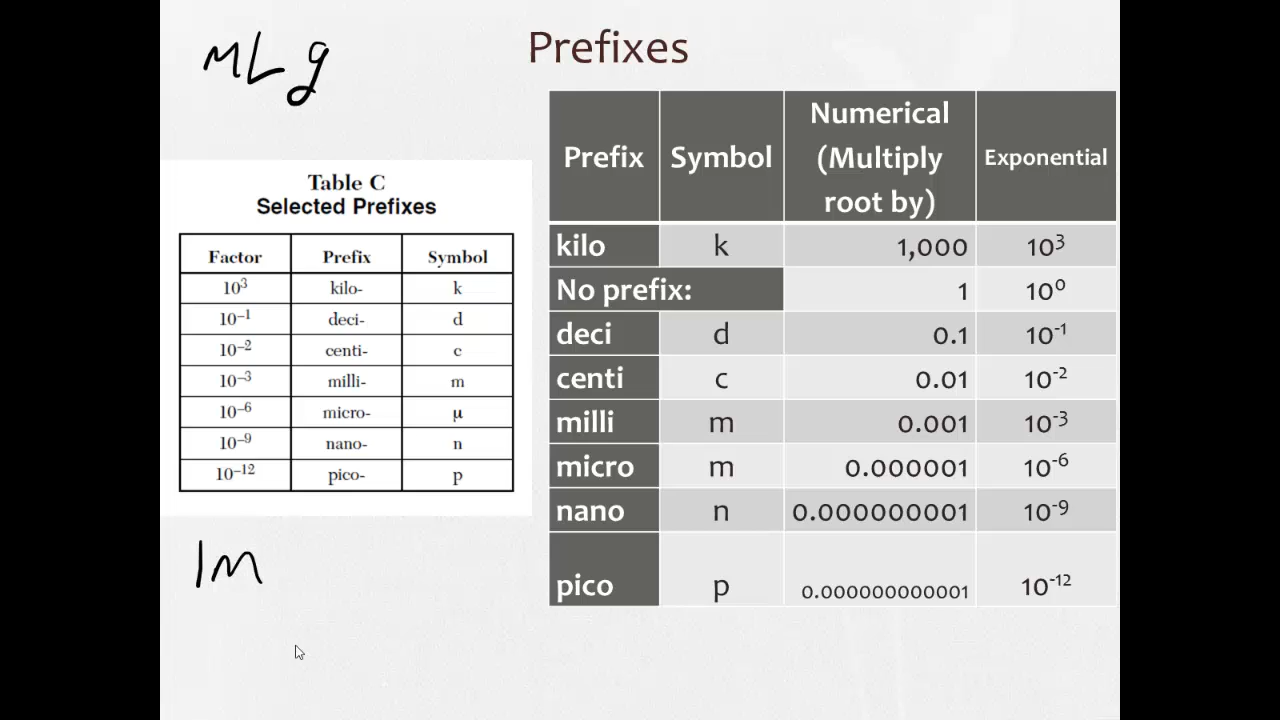 m L g
Prefixes
Table C
Selected Prefixes
Factor Prefix Symbol
10³ kilo- k
10⁻¹ deci- d
10⁻² centi- c
10⁻³ milli- m
10⁻⁶ micro- μ
10⁻⁹ nano- n
10⁻¹² pico- p
1m
Prefix Symbol Numerical (Multiply root by) Exponential
kilo k 1,000 10³
No prefix: 1 10⁰
deci d 0.1 10⁻¹
centi c 0.01 10⁻²
milli m 0.001 10⁻³
micro m 0.000001 10⁻⁶
nano n 0.000000001 10⁻⁹
pico p 0.000000000001 10⁻¹²